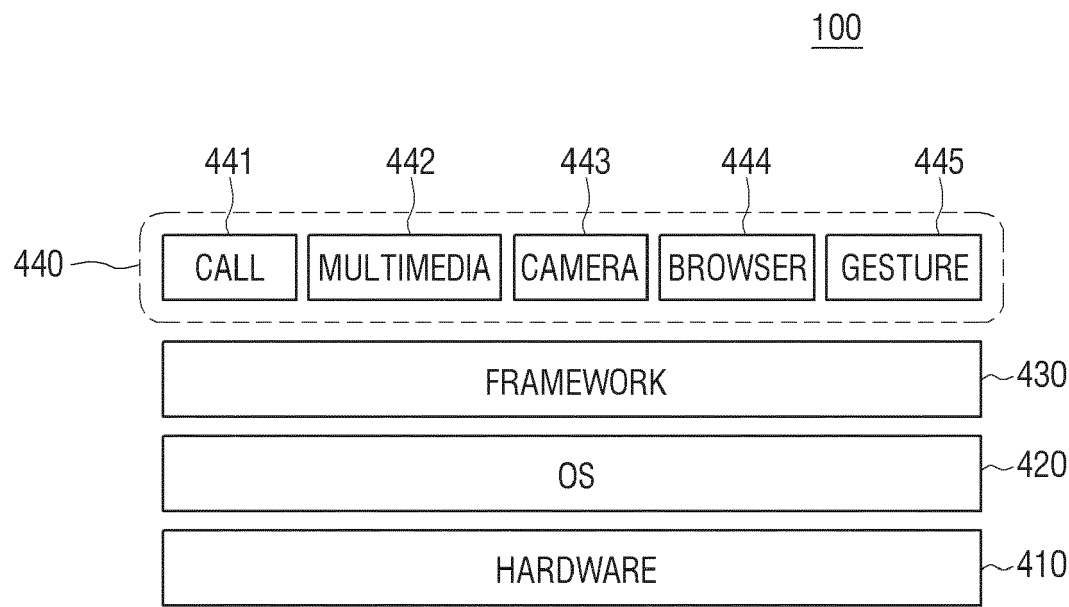 100
441 442 443 444 445
440 CALL MULTIMEDIA CAMERA BROWSER GESTURE
FRAMEWORK 430
OS 420
HARDWARE 410